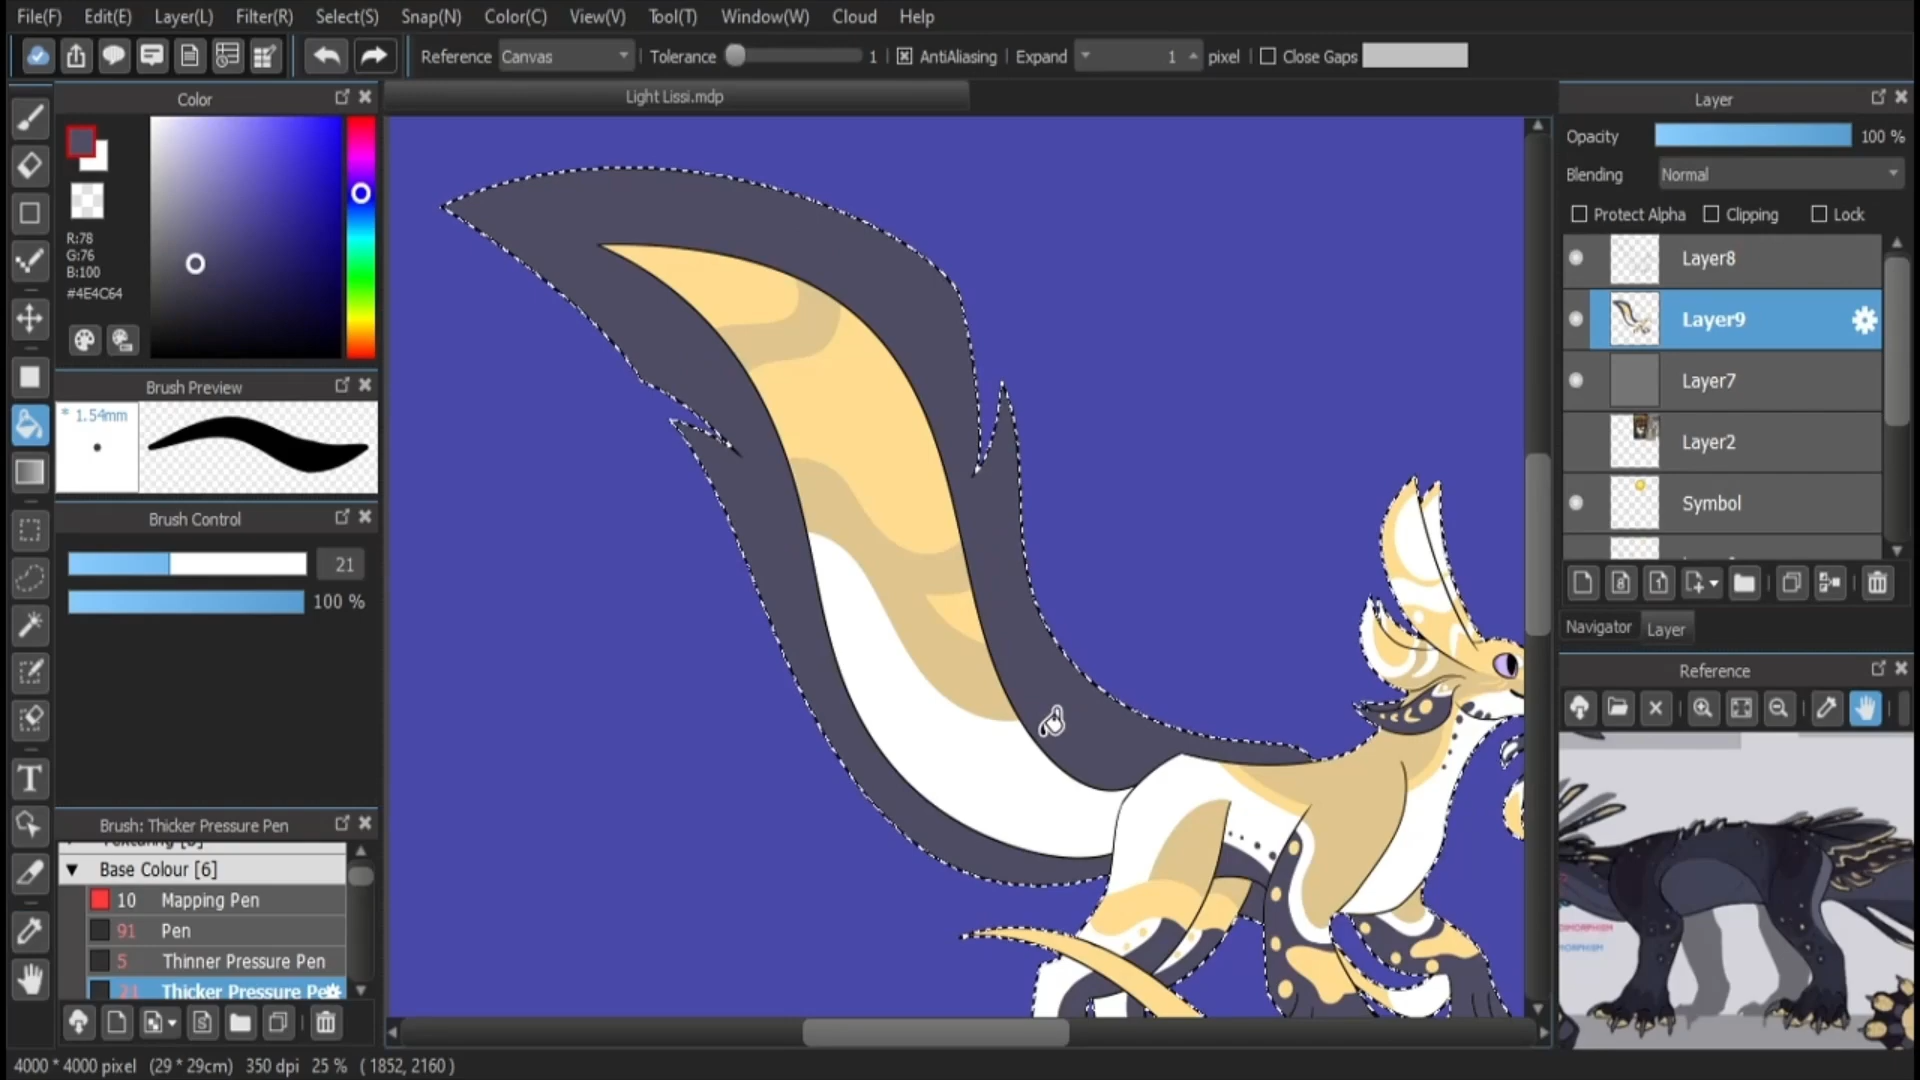 File(F) Edit(E) Layer(L) Filter(R) Select(S) Snap(N) Color(C) View(V) Tool(T) Window(W) Cloud Help
Reference Canvas Tolerance 1 AntiAliasing Expand 1 pixel Close Gaps
Color
Light Lissi.mdp
Layer
Opacity 100 %
Blending Normal
Protect Alpha Clipping Lock
R:78
G:76
B:100
#4E4C64
Layer8
Layer9
Layer7
Layer2
Symbol
Brush Preview
* 1.54mm
Brush Control
21
100 %
Navigator Layer
Reference
Brush: Thicker Pressure Pen
Base Colour [6]
10 Mapping Pen
91 Pen
5 Thinner Pressure Pen
21 Thicker Pressure Pe
4000 * 4000 pixel (29 * 29cm) 350 dpi 25 % ( 1852, 2160 )